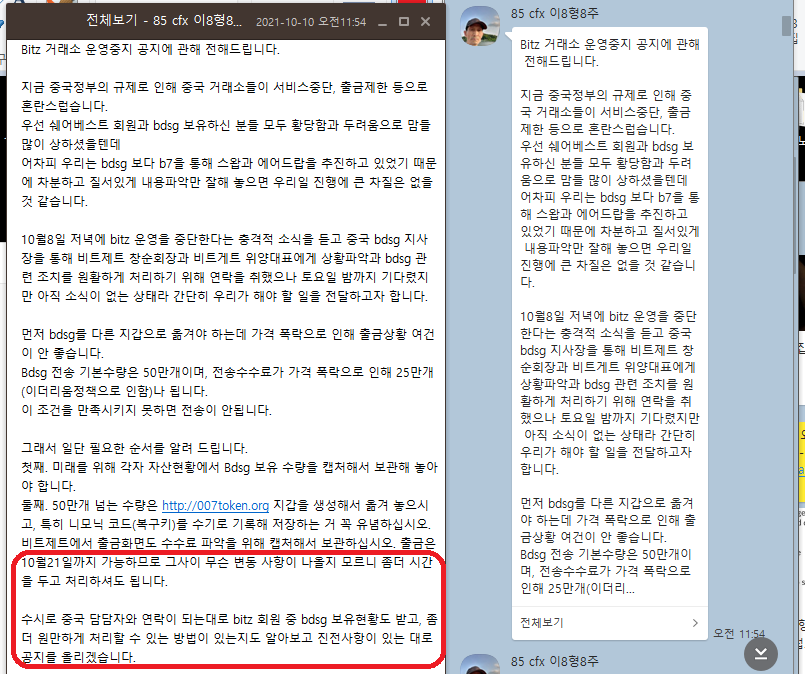 전체보기 - 85 cfx 이8형8... 2021-10-10 오전11:54
Bitz 거래소 운영중지 공지에 관해 전해드립니다.
지금 중국정부의 규제로 인해 중국 거래소들이 서비스중단, 출금제한 등으로
혼란스럽습니다.
우선 쉐어베스트 회원과 bdsg 보유하신 분들 모두 황당함과 두려움으로 맘들
많이 상하셨을텐데
어차피 우리는 bdsg 보다 b7을 통해 스왑과 에어드랍을 추진하고 있었기 때문
에 차분하고 질서있게 내용파악만 잘해 놓으면 우리일 진행에 큰 차질은 없을
것 같습니다.
10월8일 저녁에 bitz 운영을 중단한다는 충격적 소식을 듣고 중국 bdsg 지사
장을 통해 비트제트 창순회장과 비트게트 위양대표에게 상황파악과 bdsg 관
련 조치를 원활하게 처리하기 위해 연락을 취했으나 토요일 밤까지 기다렸지
만 아직 소식이 없는 상태라 간단히 우리가 해야 할 일을 전달하고자 합니다.
먼저 bdsg를 다른 지갑으로 옮겨야 하는데 가격 폭락으로 인해 출금상황 여건
이 안 좋습니다.
Bdsg 전송 기본수량은 50만개이며, 전송수수료가 가격 폭락으로 인해 25만개
(이더리움정책으로 인함)나 됩니다.
이 조건을 만족시키지 못하면 전송이 안됩니다.
그래서 일단 필요한 순서를 알려 드립니다.
첫째. 미래를 위해 각자 자산현황에서 Bdsg 보유 수량을 캡처해서 보관해 놓아
야 합니다.
둘째. 50만개 넘는 수량은 http://007token.org 지갑을 생성해서 옮겨 놓으시
고, 특히 니모닉 코드(복구키)를 수기로 기록해 저장하는 거 꼭 유념하십시오.
비트제트에서 출금화면도 수수료 파악을 위해 캡처해서 보관하십시오. 출금은
10월21일까지 가능하므로 그사이 무슨 변동 사항이 나올지 모르니 좀더 시간
을 두고 처리하셔도 됩니다.
수시로 중국 담담자와 연락이 되는대로 bitz 회원 중 bdsg 보유현황도 받고, 좀
더 원만하게 처리할 수 있는 방법이 있는지도 알아보고 진전사항이 있는 대로
공지를 올리겠습니다.
85 cfx 이8형8주
Bitz 거래소 운영중지 공지에 관해
전해드립니다.
지금 중국정부의 규제로 인해 중
국 거래소들이 서비스중단, 출금
제한 등으로 혼란스럽습니다.
우선 쉐어베스트 회원과 bdsg 보
유하신 분들 모두 황당함과 두려
움으로 맘들 많이 상하셨을텐데
어차피 우리는 bdsg 보다 b7을 통
해 스왑과 에어드랍을 추진하고
있었기 때문에 차분하고 질서있게
내용파악만 잘해 놓으면 우리일
진행에 큰 차질은 없을 것 같습니
다.
10월8일 저녁에 bitz 운영을 중단
한다는 충격적 소식을 듣고 중국
bdsg 지사장을 통해 비트제트 창
순회장과 비트게트 위양대표에게
상황파악과 bdsg 관련 조치를 원
활하게 처리하기 위해 연락을 취
했으나 토요일 밤까지 기다렸지만
아직 소식이 없는 상태라 간단히
우리가 해야 할 일을 전달하고자
합니다.
먼저 bdsg를 다른 지갑으로 옮겨
야 하는데 가격 폭락으로 인해 출
금상황 여건이 안 좋습니다.
Bdsg 전송 기본수량은 50만개이
며, 전송수수료가 가격 폭락으로
인해 25만개(이더리...
전체보기
오전 11:54
85 cfx 이8형8주